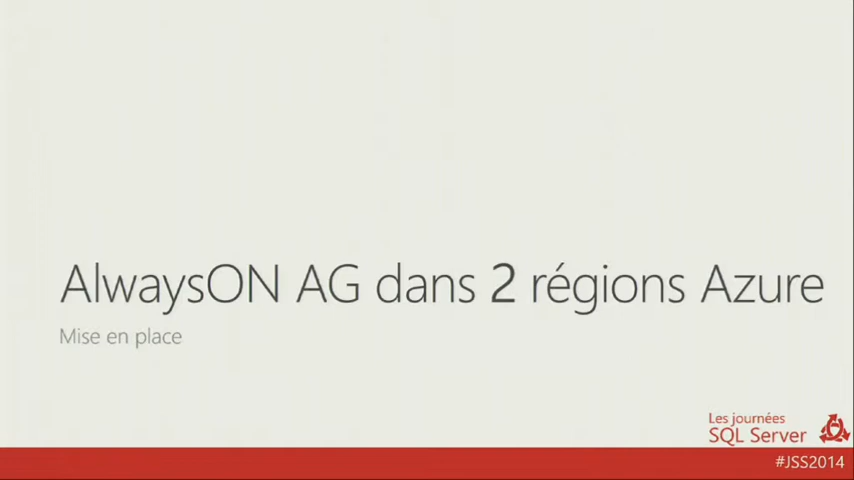 AlwaysON AG dans 2 régions Azure
Mise en place
Les journées
SQL Server
#JSS2014